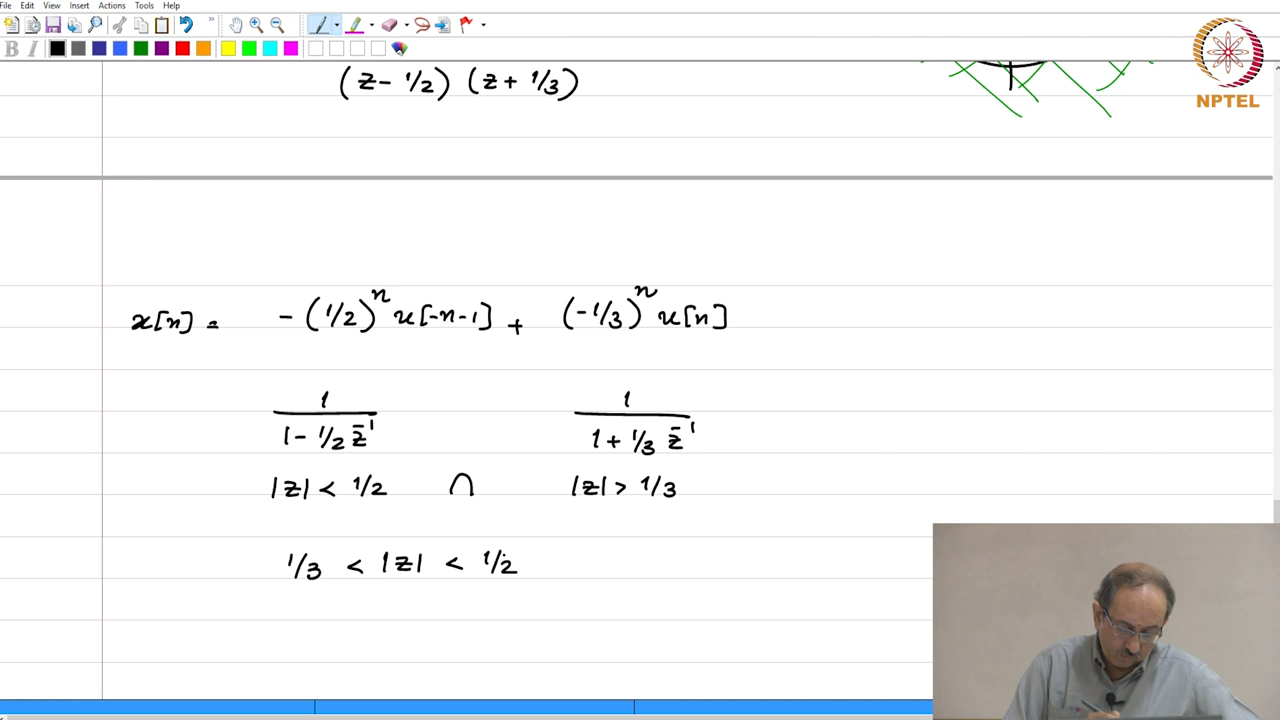 File Edit View Insert Actions Tools Help
B I
NPTEL
(z - 1/2) (z + 1/3)
x[n] = - (1/2)^n u[-n-1] + (-1/3)^n u[n]
1 1
1 - 1/2 z^-1 1 + 1/3 z^-1
|z| < 1/2 ∩ |z| > 1/3
1/3 < |z| < 1/2